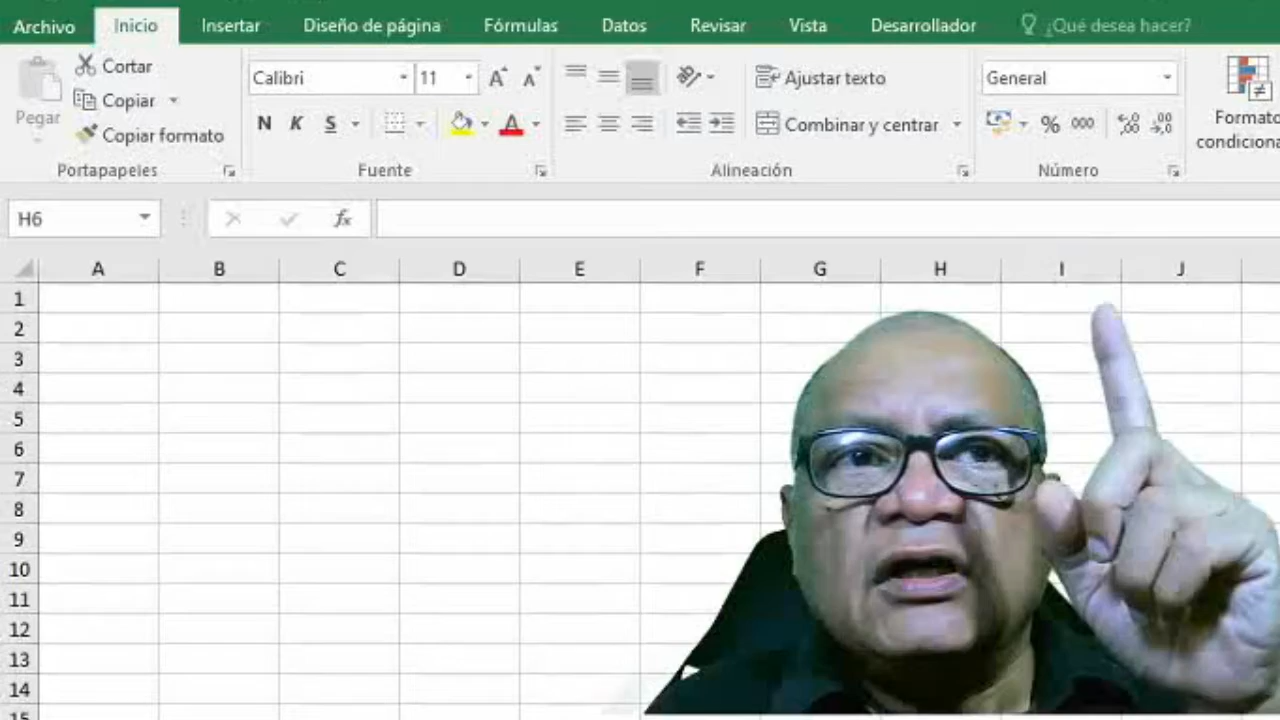 Archivo Inicio Insertar Diseño de página Fórmulas Datos Revisar Vista Desarrollador ¿Qué desea hacer?
Pegar
Cortar
Copiar
Copiar formato
Portapapeles
Calibri 11
N K S
Fuente
Ajustar texto
Combinar y centrar
Alineación
General
% 000
Número
Formato
condiciona
H6 fx
A B C D E F G H I J
1
2
3
4
5
6
7
8
9
10
11
12
13
14
15